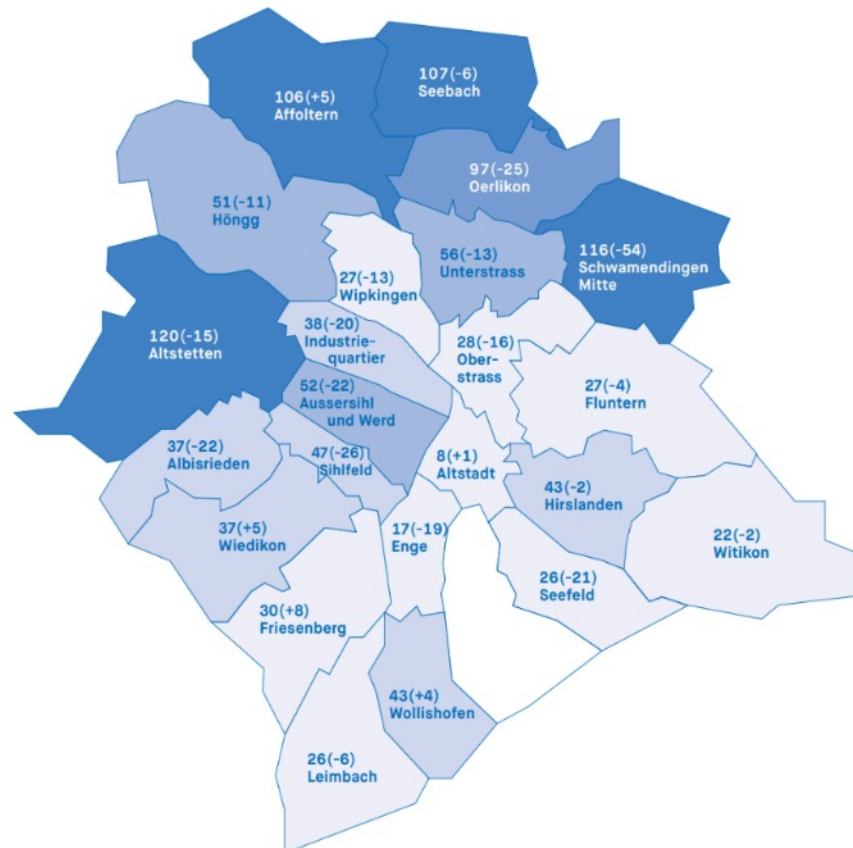 107(-6)
Seebach
106(+5)
Affoltern
97(-25)
Oerlikon
51(-11)
Höngg
56(-13)
Unterstrass
116(-54)
Schwamendingen
Mitte
27(-13)
Wipkingen
120(-15)
Altstetten
38(-20)
Industrie-
quartier
28(-16)
Ober-
strass
27(-4)
Fluntern
52(-22)
Aussersihl
und Werd
37(-22)
Albisrieden
47(-26)
Sihlfeld
8(+1)
Altstadt
43(-2)
Hirslanden
37(+5)
Wiedikon
17(-19)
Enge
22(-2)
Witikon
26(-21)
Seefeld
30(+8)
Friesenberg
43(+4)
Wollishofen
26(-6)
Leimbach